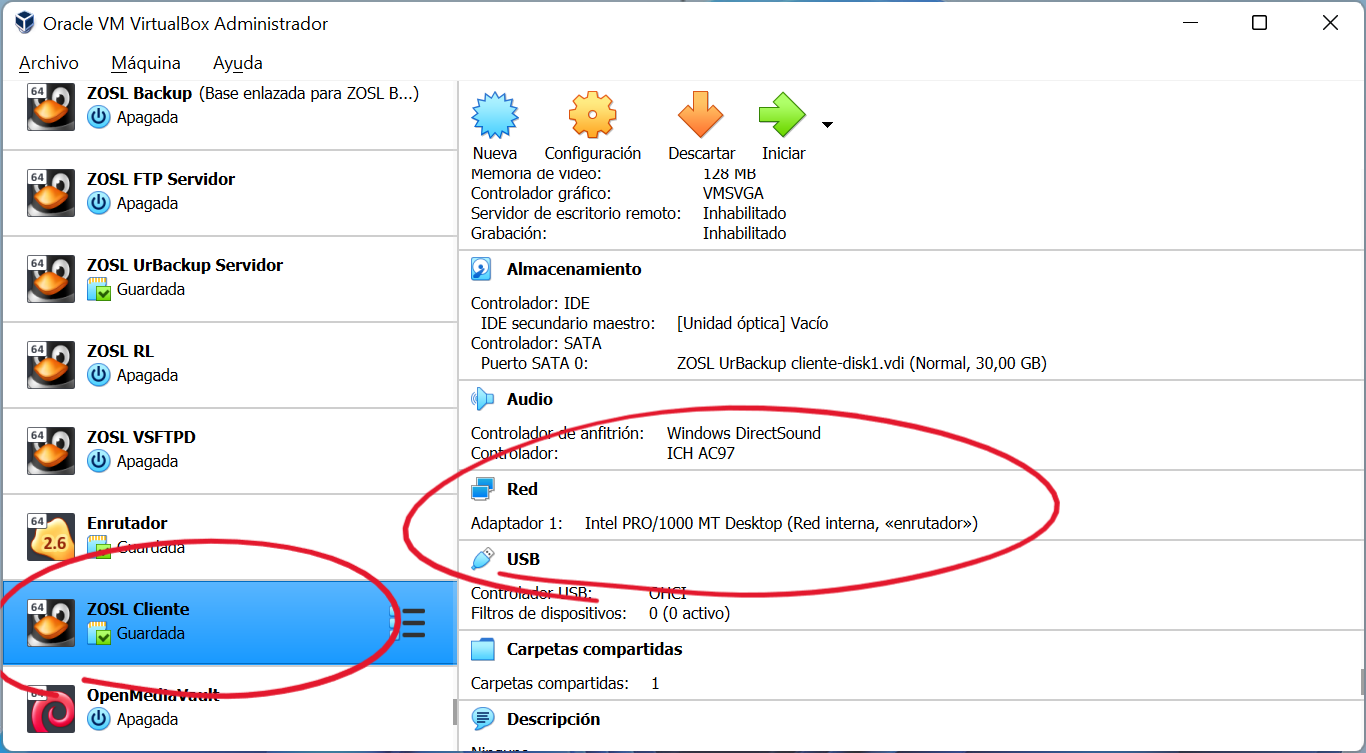 Oracle VM VirtualBox Administrador
Archivo Máquina Ayuda
64 ZOSL Backup (Base enlazada para ZOSL B...)
Apagada
64 ZOSL FTP Servidor
Apagada
64 ZOSL UrBackup Servidor
Guardada
64 ZOSL RL
Apagada
64 ZOSL VSFTPD
Apagada
64 Enrutador
2.6 Guardada
64 ZOSL Cliente
Guardada
64 OpenMediaVault
Apagada
Nueva Configuración Descartar Iniciar
Memoria de vídeo: 128 MB
Controlador gráfico: VMSVGA
Servidor de escritorio remoto: Inhabilitado
Grabación: Inhabilitado
Almacenamiento
Controlador: IDE
IDE secundario maestro: [Unidad óptica] Vacío
Controlador: SATA
Puerto SATA 0: ZOSL UrBackup cliente-disk1.vdi (Normal, 30,00 GB)
Audio
Controlador de anfitrión: Windows DirectSound
Controlador: ICH AC97
Red
Adaptador 1: Intel PRO/1000 MT Desktop (Red interna, «enrutador»)
USB
Controlador USB: OHCI
Filtros de dispositivos: 0 (0 activo)
Carpetas compartidas
Carpetas compartidas: 1
Descripción
Ninguno